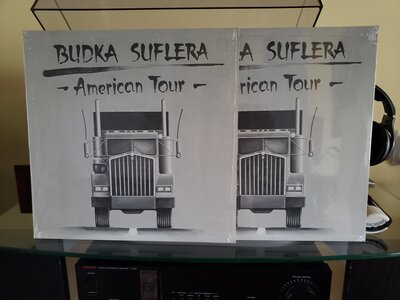 BUDKA SUFLERA
- American Tour -
A SUFLERA
rican Tour -